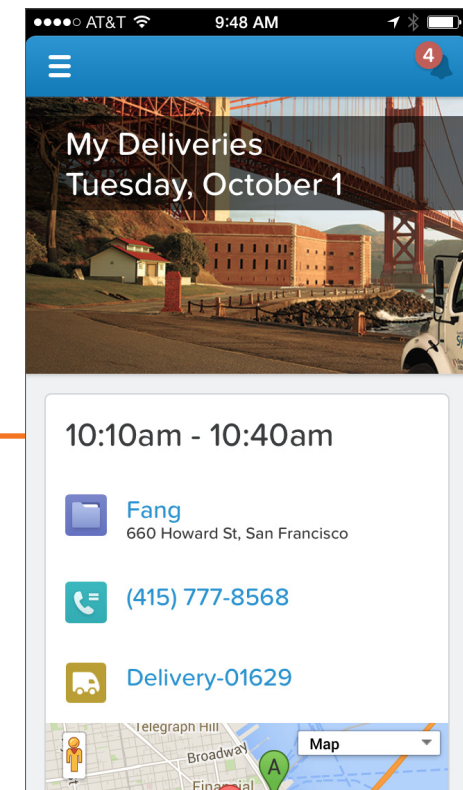 AT&T
9:48 AM
4
My Deliveries
Tuesday, October 1
10:10am - 10:40am
Fang
660 Howard St, San Francisco
(415) 777-8568
Delivery-01629
Telegraph Hill
Map
Broadway
A
Financial